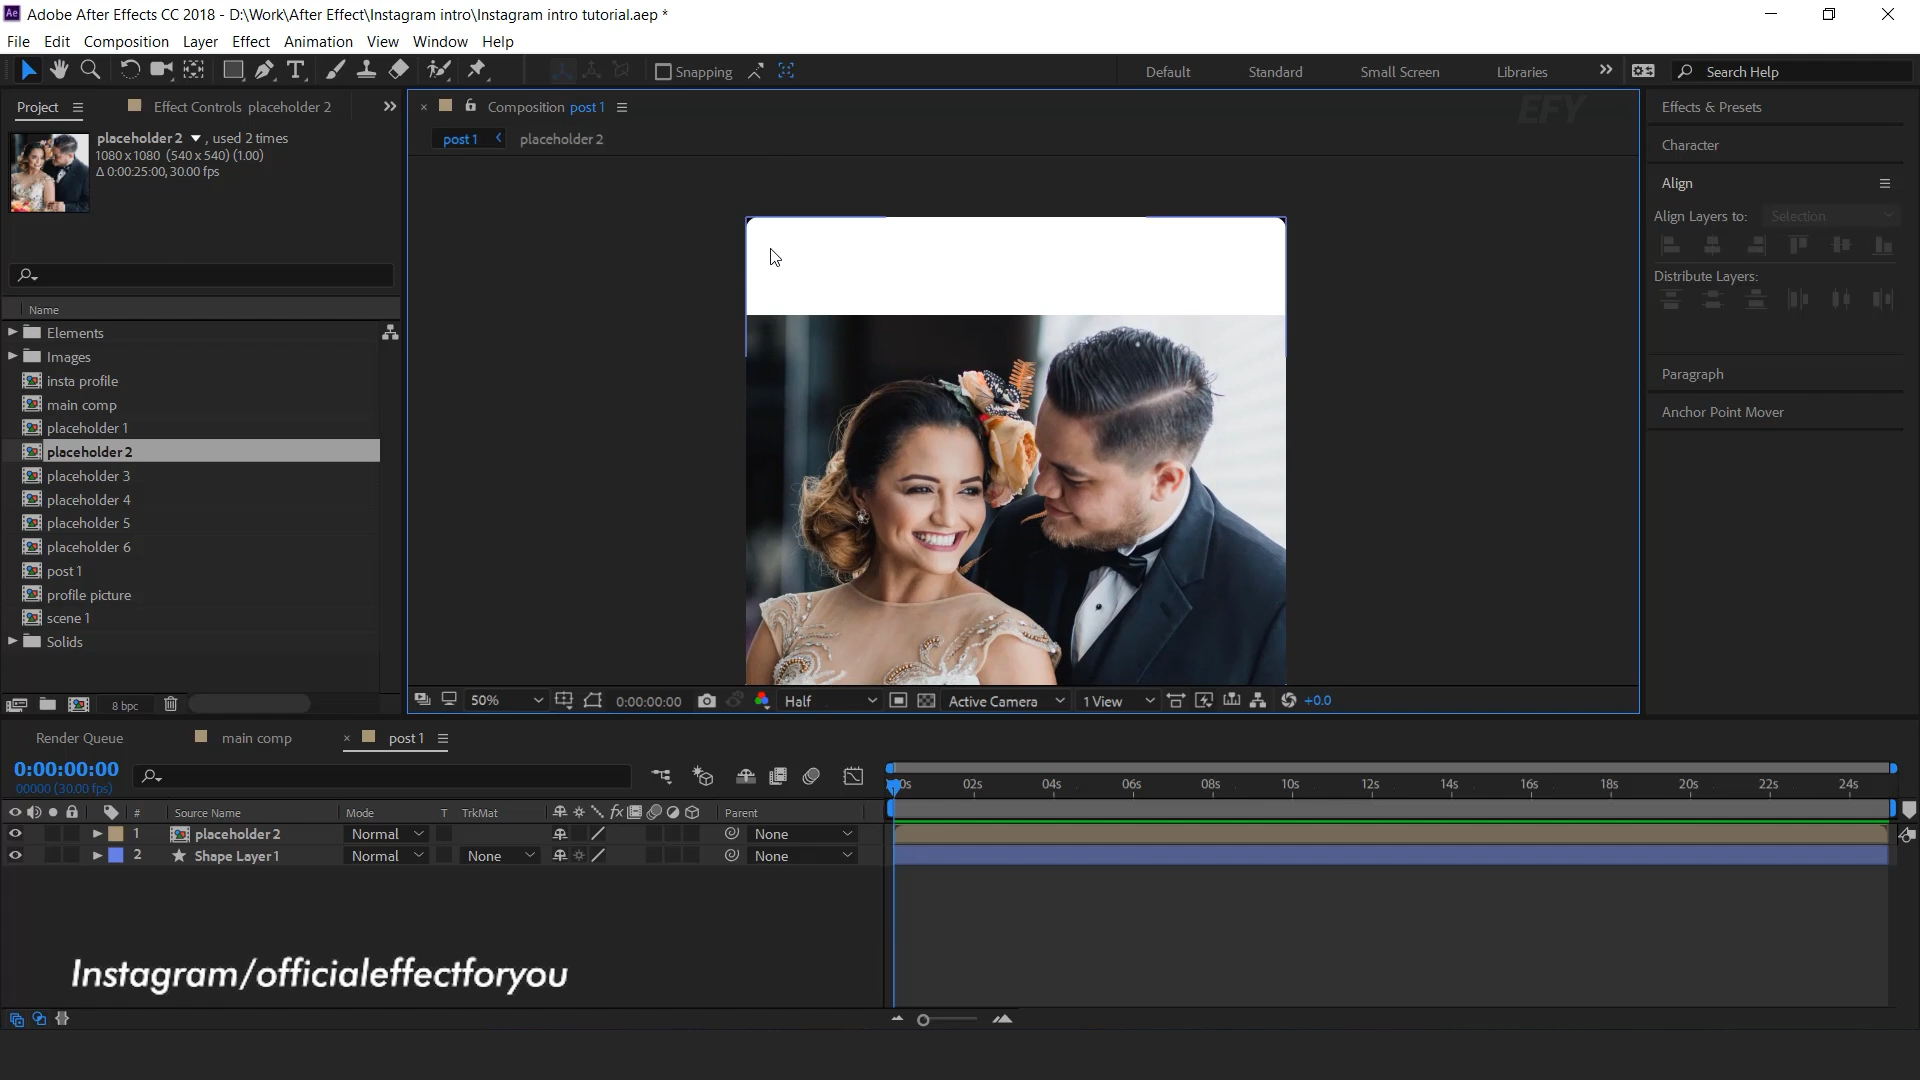 Adobe After Effects CC 2018 - D:\Work\After Effect\Instagram intro\Instagram intro tutorial.aep *
File Edit Composition Layer Effect Animation View Window Help
Snapping
Default Standard Small Screen Libraries Search Help
Project Effect Controls placeholder 2
placeholder 2 , used 2 times
1080 x 1080 (540 x 540) (1.00)
Δ 0:00:25:00, 30.00 fps
Name
Elements
Images
insta profile
main comp
placeholder 1
placeholder 2
placeholder 3
placeholder 4
placeholder 5
placeholder 6
post 1
profile picture
scene 1
Solids
8 bpc
Composition post 1
post 1 placeholder 2
EFY
50% 0:00:00:00 Half Active Camera 1 View +0.0
Effects & Presets
Character
Align
Align Layers to: Selection
Distribute Layers:
Paragraph
Anchor Point Mover
Render Queue main comp post 1
0:00:00:00
00000 (30.00 fps)
# Source Name Mode T TrkMat Parent
1 placeholder 2 Normal None
2 Shape Layer 1 Normal None None
02s 04s 06s 08s 10s 12s 14s 16s 18s 20s 22s 24s
Instagram/officialeffectforyou